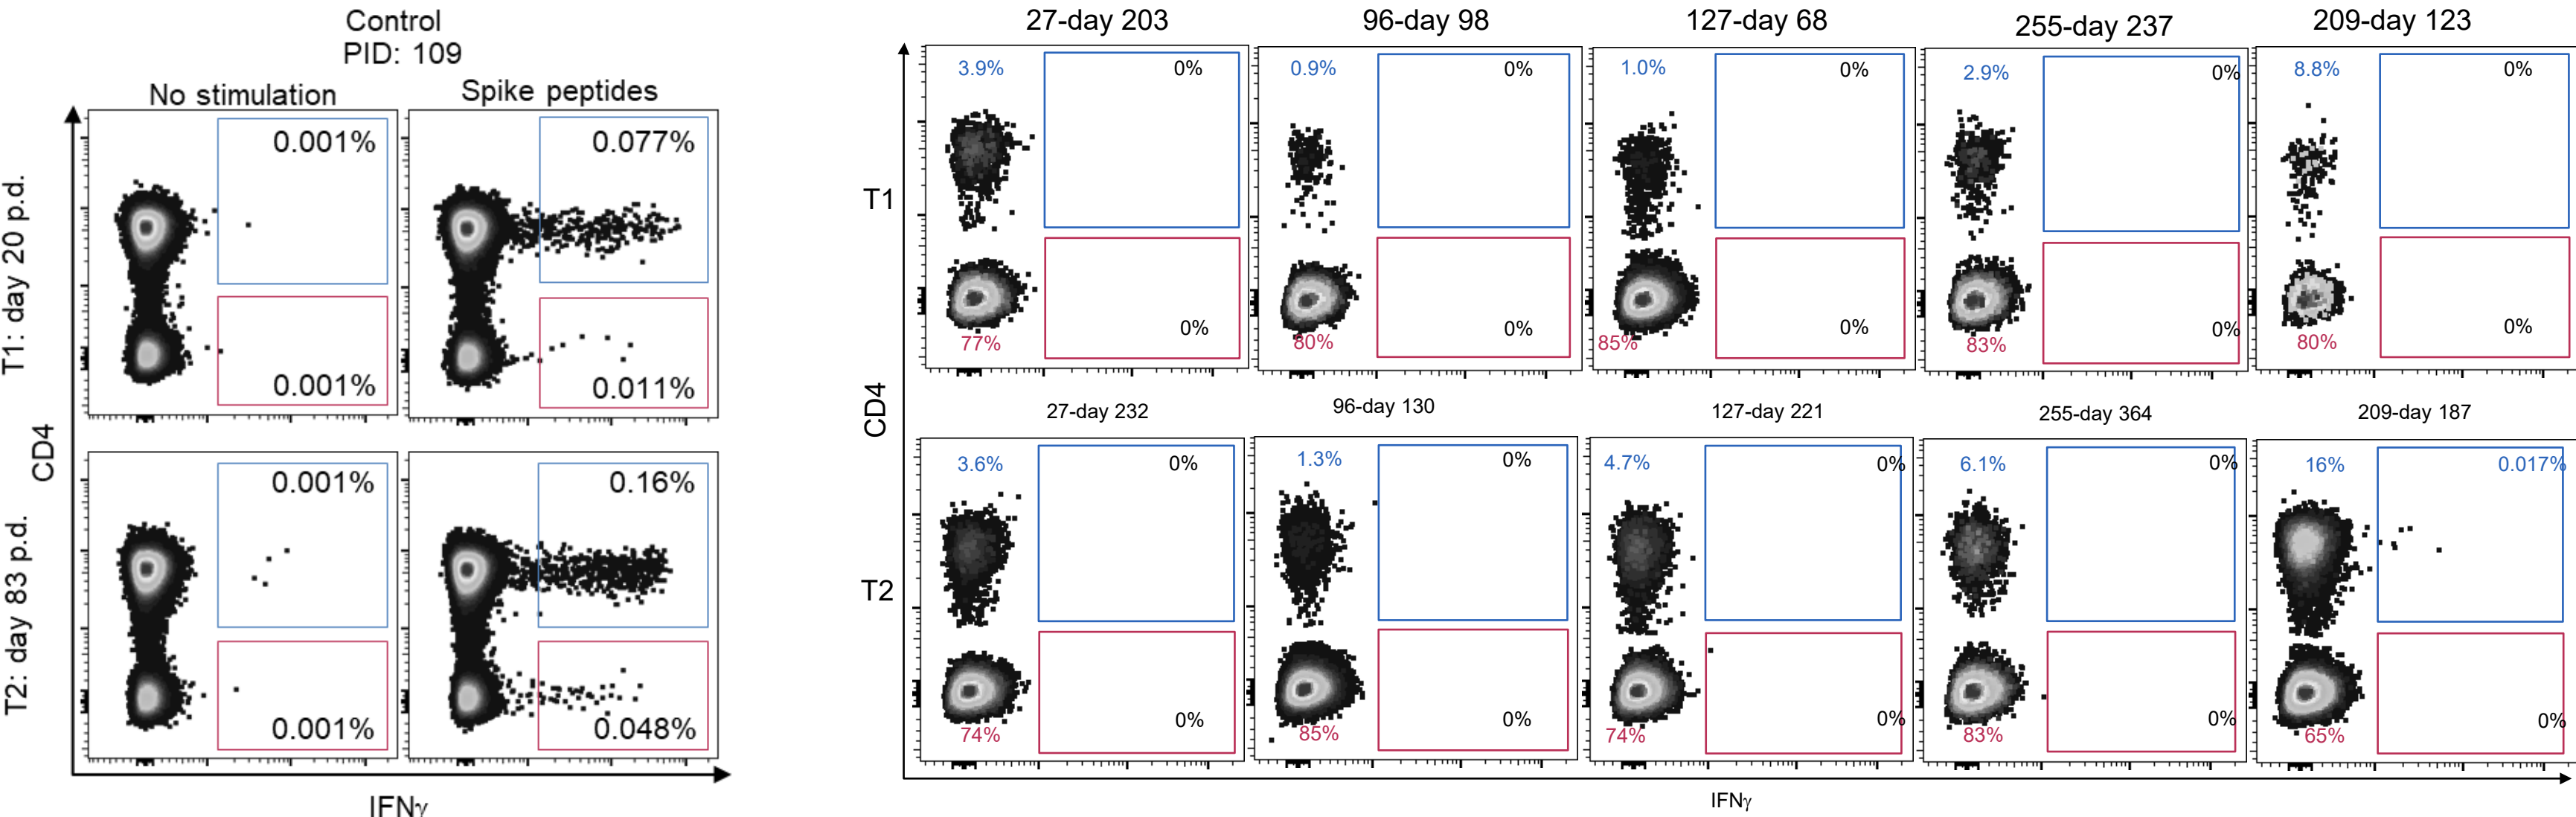 Control
PID: 109
No stimulation
Spike peptides
T1: day 20 p.d.
0.001%
0.077%
0.001%
0.011%
CD4
T2: day 83 p.d.
0.001%
0.16%
0.001%
0.048%
IFNγ
27-day 203
96-day 98
127-day 68
255-day 237
209-day 123
T1
3.9%
0%
0.9%
0%
1.0%
0%
2.9%
0%
8.8%
0%
0%
77%
0%
80%
0%
85%
0%
83%
0%
80%
CD4
27-day 232
96-day 130
127-day 221
255-day 364
209-day 187
T2
3.6%
0%
1.3%
0%
4.7%
0%
6.1%
0%
16%
0.017%
0%
74%
0%
85%
0%
74%
0%
83%
0%
65%
IFNγ